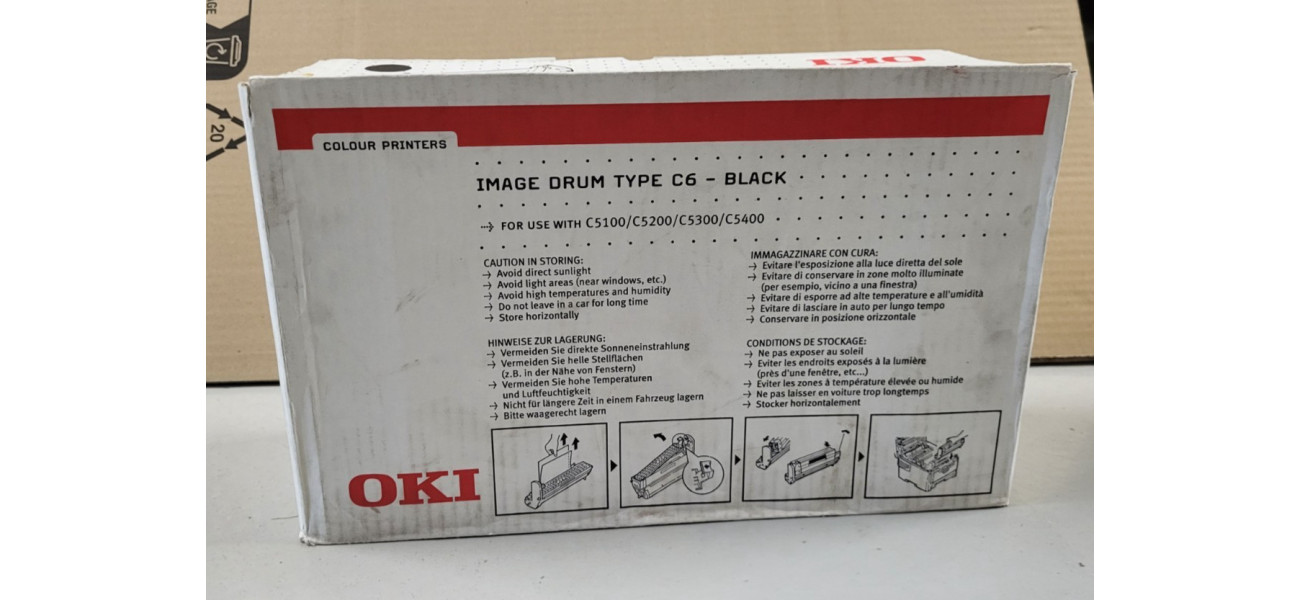 GE
20
OKI
COLOUR PRINTERS
IMAGE DRUM TYPE C6 – BLACK
FOR USE WITH C5100/C5200/C5300/C5400
CAUTION IN STORING:
→ Avoid direct sunlight
→ Avoid light areas (near windows, etc.)
→ Avoid high temperatures and humidity
→ Do not leave in a car for long time
→ Store horizontally
HINWEISE ZUR LAGERUNG:
→ Vermeiden Sie direkte Sonneneinstrahlung
→ Vermeiden Sie helle Stellflächen
(z.B. in der Nähe von Fenstern)
→ Vermeiden Sie hohe Temperaturen
und Luftfeuchtigkeit
→ Nicht für längere Zeit in einem Fahrzeug lagern
→ Bitte waagerecht lagern
IMMAGAZZINARE CON CURA:
→ Evitare l'esposizione alla luce diretta del sole
→ Evitare di conservare in zone molto illuminate
(per esempio, vicino a una finestra)
→ Evitare di esporre ad alte temperature e all'umidità
→ Evitare di lasciare in auto per lungo tempo
→ Conservare in posizione orizzontale
CONDITIONS DE STOCKAGE:
→ Ne pas exposer au soleil
→ Eviter les endroits exposés à la lumière
(près d'une fenêtre, etc...)
→ Eviter les zones à température élevée ou humide
→ Ne pas laisser en voiture trop longtemps
→ Stocker horizontalement
OKI